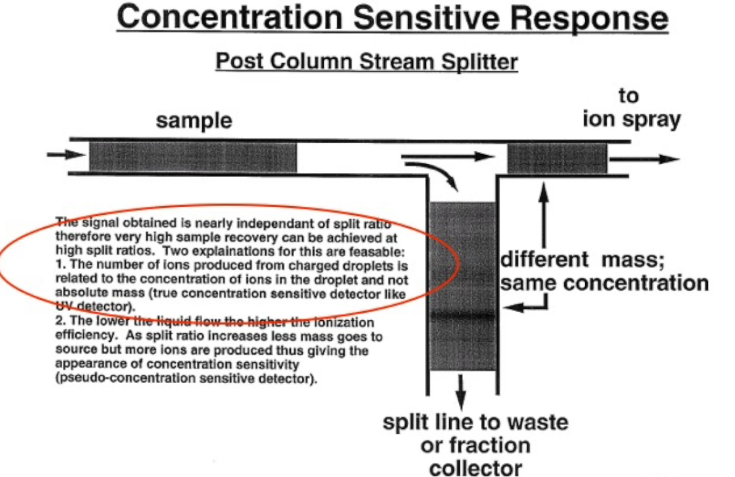 Concentration Sensitive Response
Post Column Stream Splitter
sample
to
ion spray
The signal obtained is nearly independant of split ratio
therefore very high sample recovery can be achieved at
high split ratios. Two explainations for this are feasable:
1. The number of ions produced from charged droplets is
related to the concentration of ions in the droplet and not
absolute mass (true concentration sensitive detector like
UV detector).
2. The lower the liquid flow the higher the ionization
efficiency. As split ratio increases less mass goes to
source but more ions are produced thus giving the
appearance of concentration sensitivity
(pseudo-concentration sensitive detector).
different mass;
same concentration
split line to waste
or fraction
collector